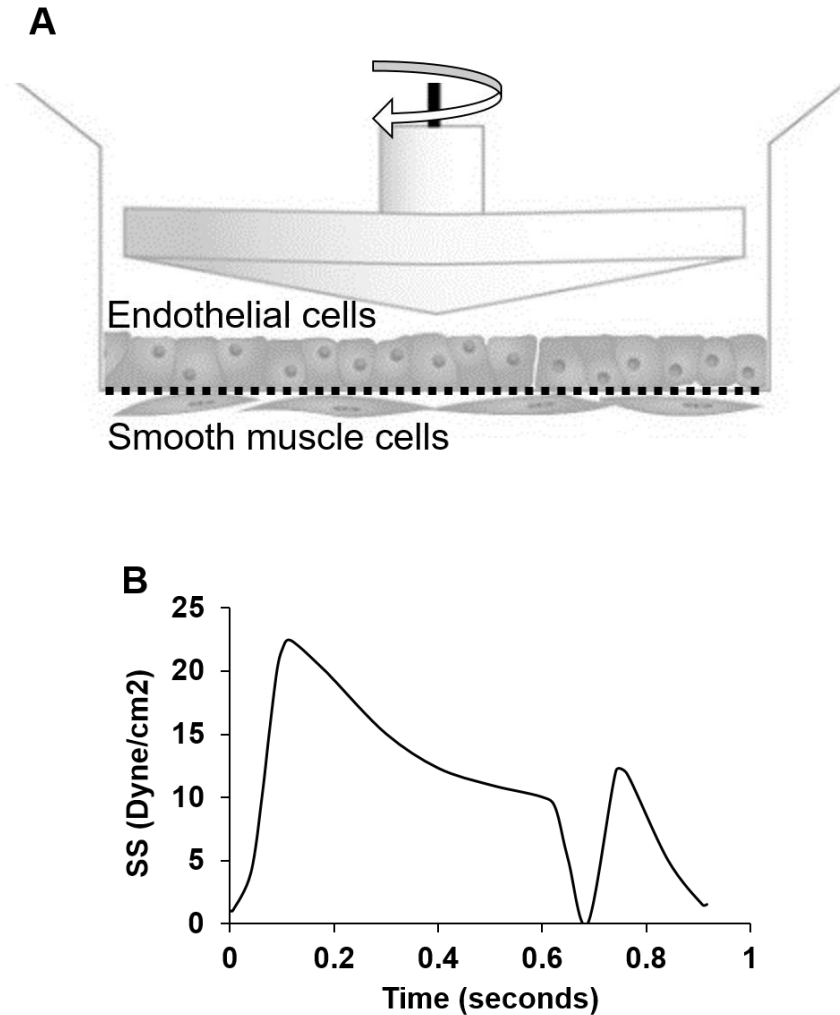 A
Endothelial cells
Smooth muscle cells
B
25
20
15
10
5
0
SS (Dyne/cm2)
0 0.2 0.4 0.6 0.8 1
Time (seconds)